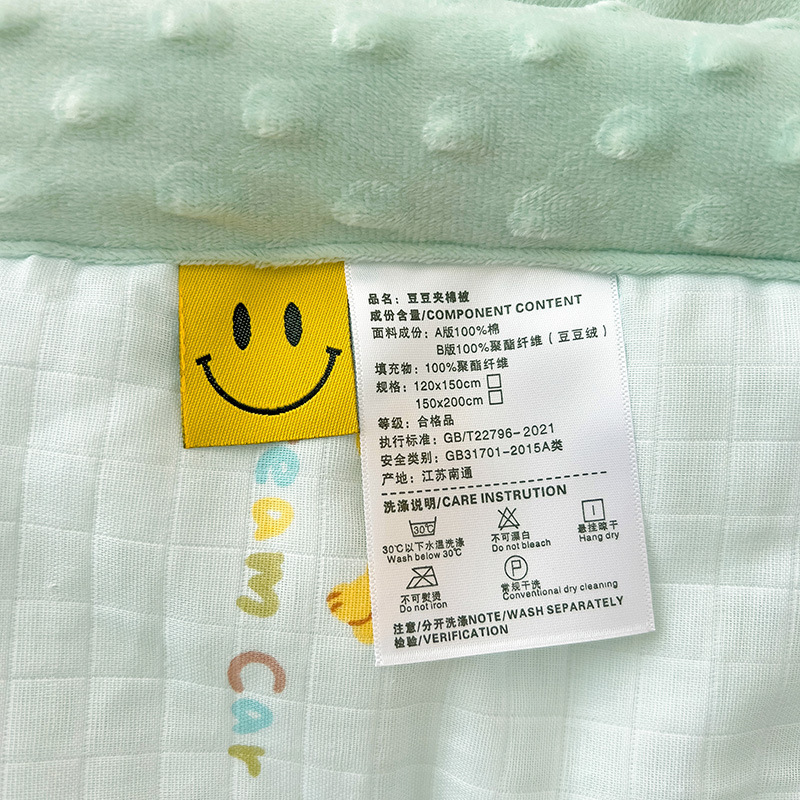 品名：豆豆夹棉被
成份含量/COMPONENT CONTENT
面料成份：A版100%棉
B版100%聚酯纤维（豆豆绒）
填充物：100%聚酯纤维
规格：120x150cm
150x200cm
等级：合格品
执行标准：GB/T22796-2021
安全类别：GB31701-2015A类
产地：江苏南通
洗涤说明/CARE INSTRUTION
30℃
30℃以下水温洗涤
Wash below 30℃
不可漂白
Do not bleach
悬挂晾干
Hang dry
不可熨烫
Do not iron
P
常规干洗
Conventional dry cleaning
注意/分开洗涤NOTE/WASH SEPARATELY
检验/VERIFICATION
eam Car